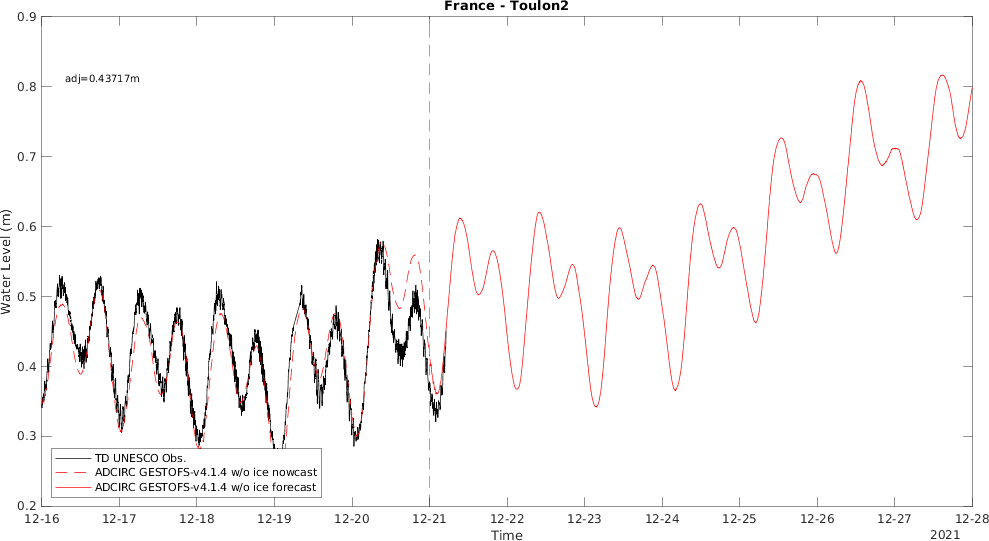 France - Toulon2
adj=0.43717m
Water Level (m)
0.9
0.8
0.7
0.6
0.5
0.4
0.3
0.2
TD UNESCO Obs.
ADCIRC GESTOFS-v4.1.4 w/o ice nowcast
ADCIRC GESTOFS-v4.1.4 w/o ice forecast
12-16 12-17 12-18 12-19 12-20 12-21 12-22 12-23 12-24 12-25 12-26 12-27 12-28
Time
2021